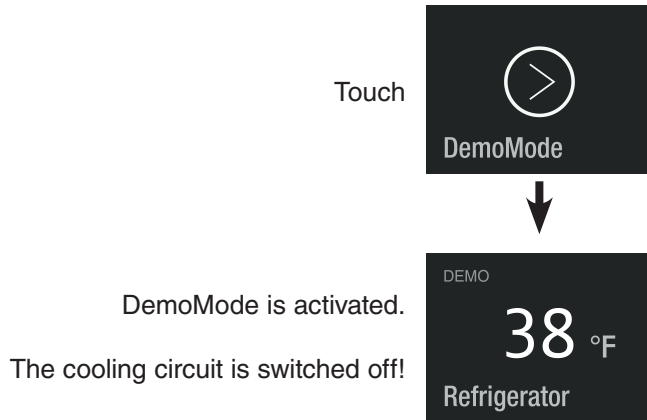 Touch
DemoMode
DEMO
DemoMode is activated.
38 °F
The cooling circuit is switched off!
Refrigerator